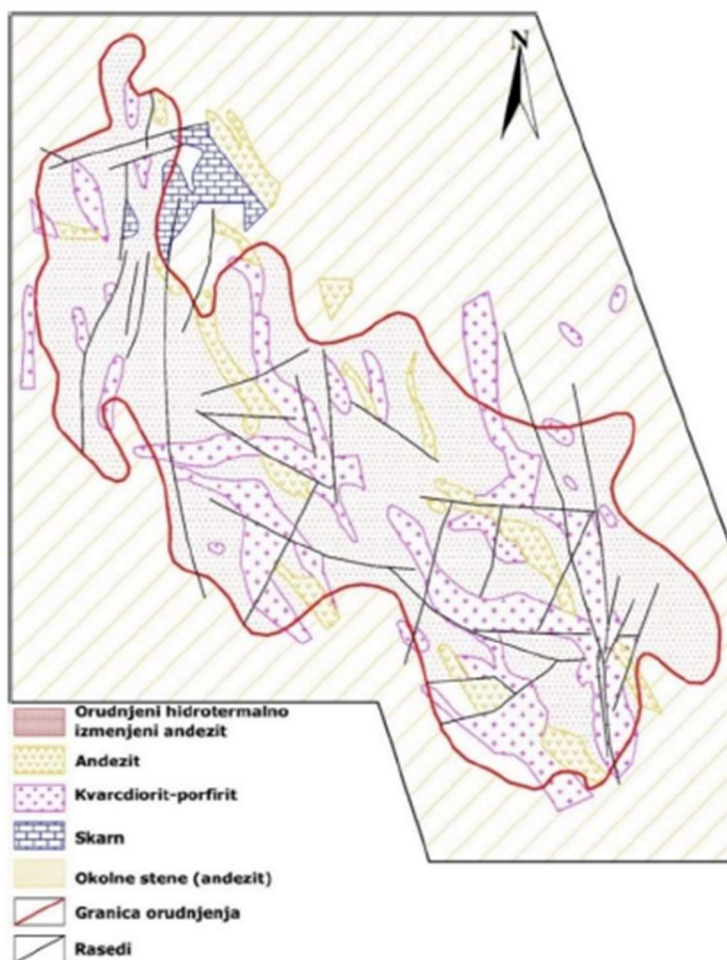 N
Orudnjeni hidrotermalno
izmenjeni andezit
Andezit
Kvarcdiorit-porfirit
Skarn
Okolne stene (andezit)
Granica orudnjenja
Rasedi